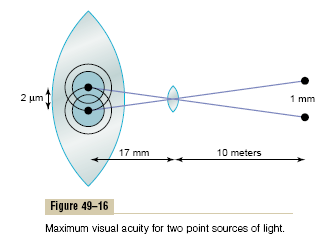 2 μm
1 mm
17 mm
10 meters
Figure 49–16
Maximum visual acuity for two point sources of light.